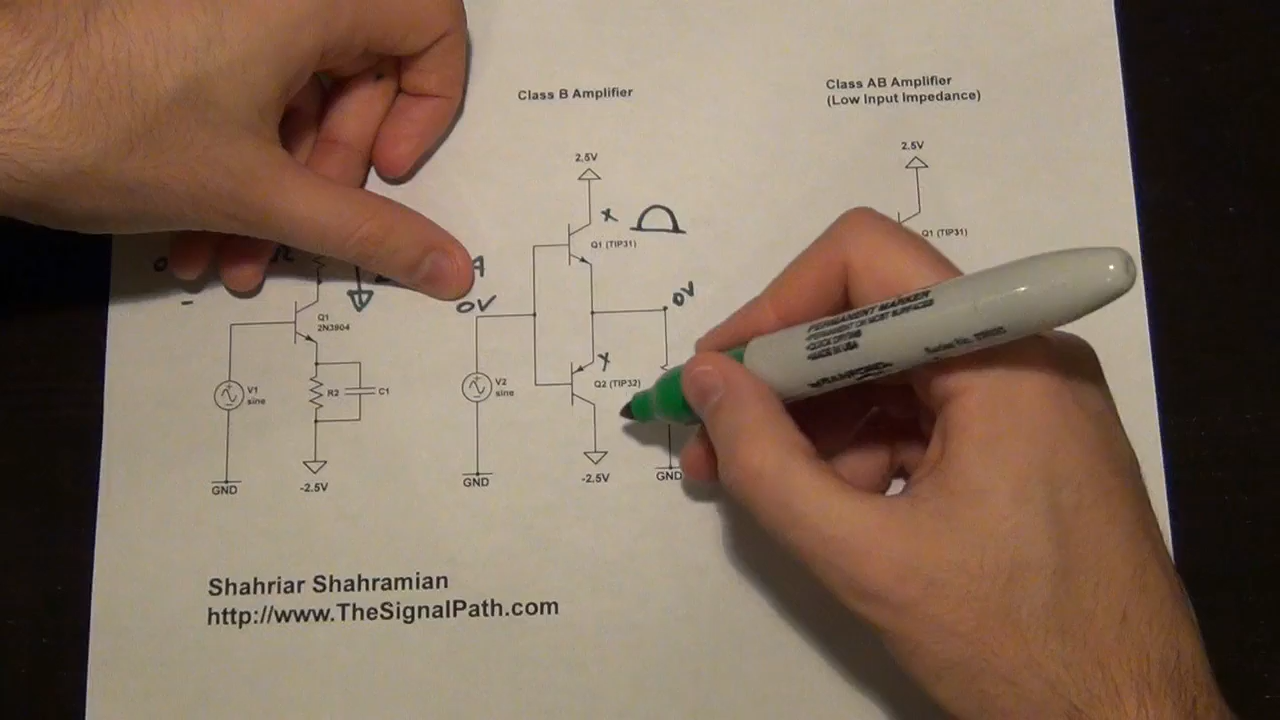 Class B Amplifier
Class AB Amplifier
(Low Input Impedance)
2.5V
2.5V
X
Q1 (TIP31)
Q1 (TIP31)
0V
0V
Q1
2N3904
X
Q2 (TIP32)
V1
sine
R2
C1
V2
sine
GND
-2.5V
GND
-2.5V
GND
PERMANENT MARKER
Shahriar Shahramian
http://www.TheSignalPath.com